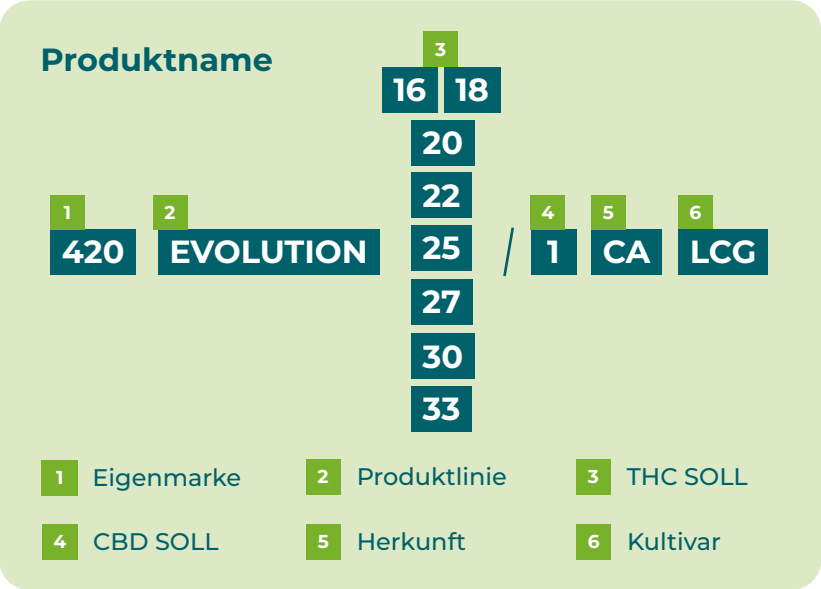 Produktname
3
16 18
20
22
1 2 4 5 6
420 EVOLUTION 25 / 1 CA LCG
27
30
33
1 Eigenmarke 2 Produktlinie 3 THC SOLL
4 CBD SOLL 5 Herkunft 6 Kultivar